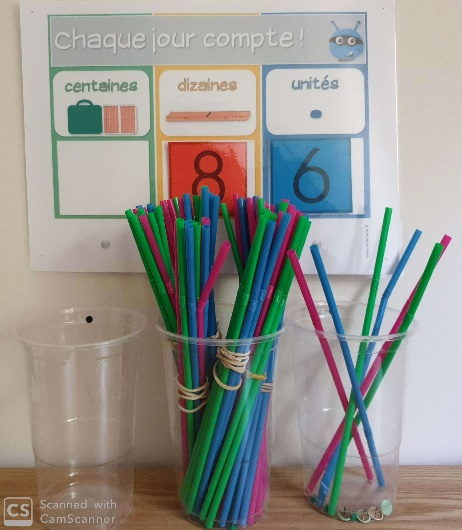 Chaque jour compte !
centaines dizaines unités
8 6
CS Scanned with
CamScanner